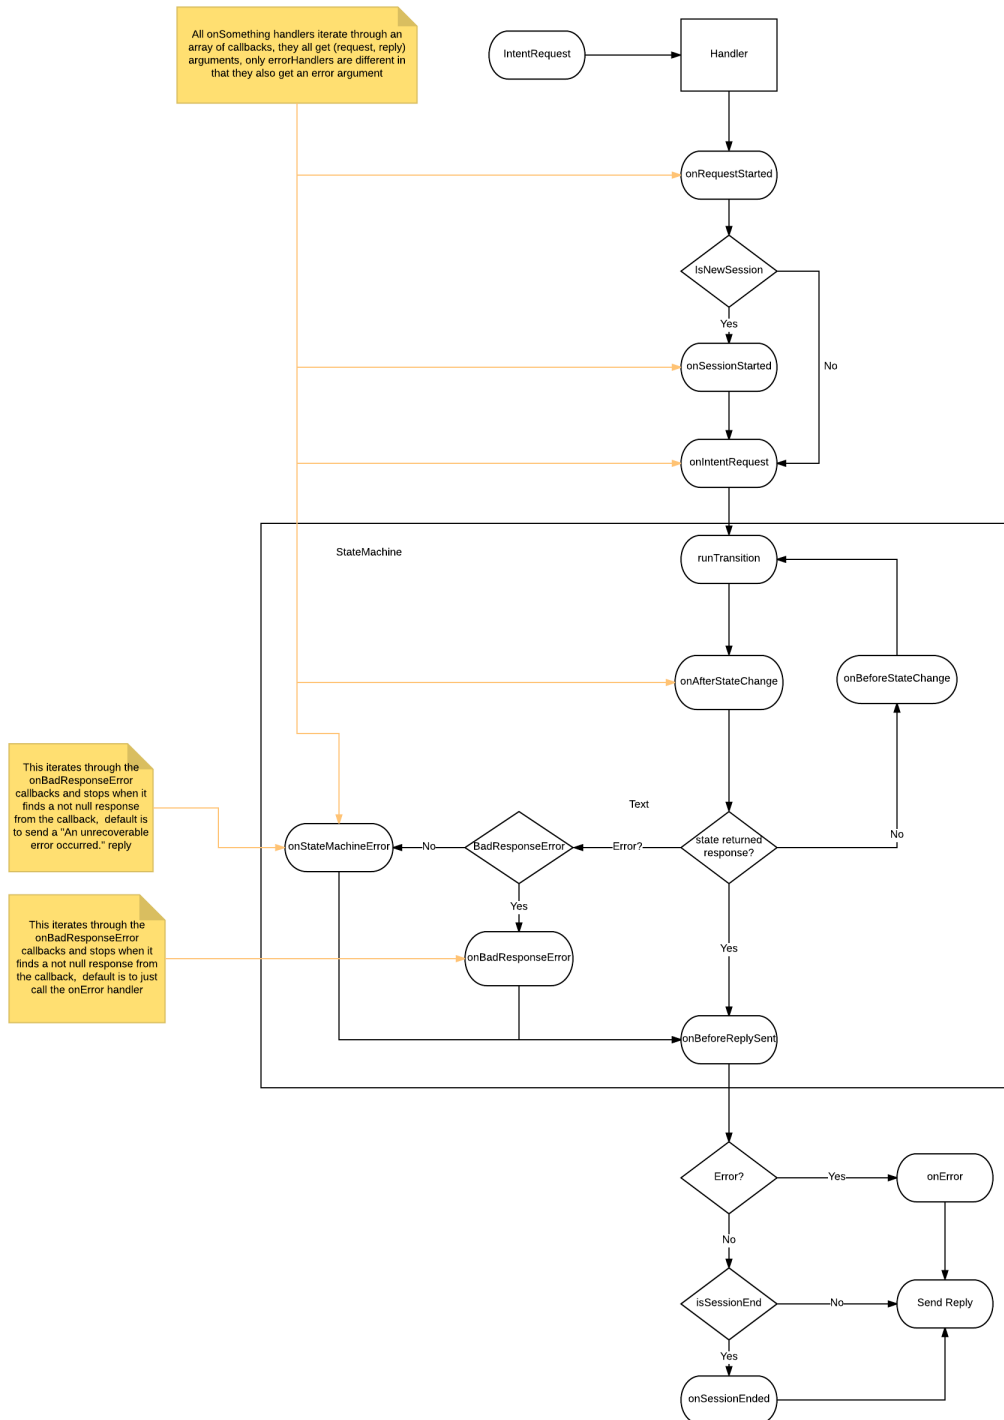 All onSomething handlers iterate through an
array of callbacks, they all get (request, reply)
arguments, only errorHandlers are different in
that they also get an error argument
IntentRequest
Handler
onRequestStarted
IsNewSession
Yes
No
onSessionStarted
onIntentRequest
StateMachine
runTransition
onAfterStateChange
onBeforeStateChange
This iterates through the
onBadResponseError
callbacks and stops when it
finds a not null response
from the callback,  default is
to send a "An unrecoverable
error occurred." reply
Text
onStateMachineError
No
BadResponseError
Error?
state returned
response?
No
Yes
Yes
This iterates through the
onBadResponseError
callbacks and stops when it
finds a not null response from
the callback,  default is to just
call the onError handler
onBadResponseError
onBeforeReplySent
Error?
Yes
onError
No
isSessionEnd
No
Send Reply
Yes
onSessionEnded